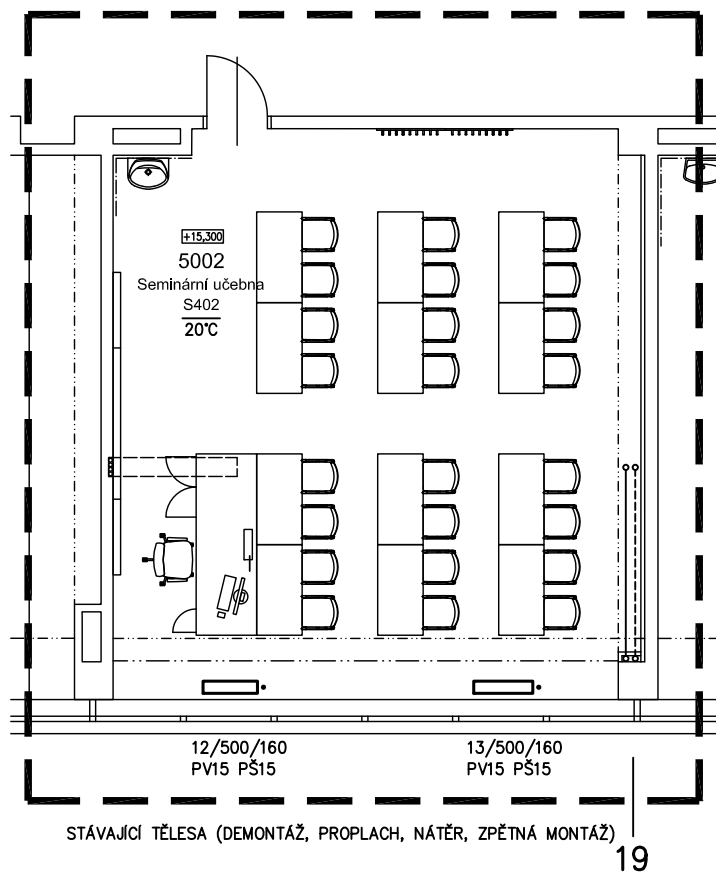 +15,300
5002
Seminární učebna
S402
20°C
12/500/160
PV15 PŠ15
13/500/160
PV15 PŠ15
STÁVAJÍCÍ TĚLESA (DEMONTÁŽ, PROPLACH, NÁTĚR, ZPĚTNÁ MONTÁŽ)
19